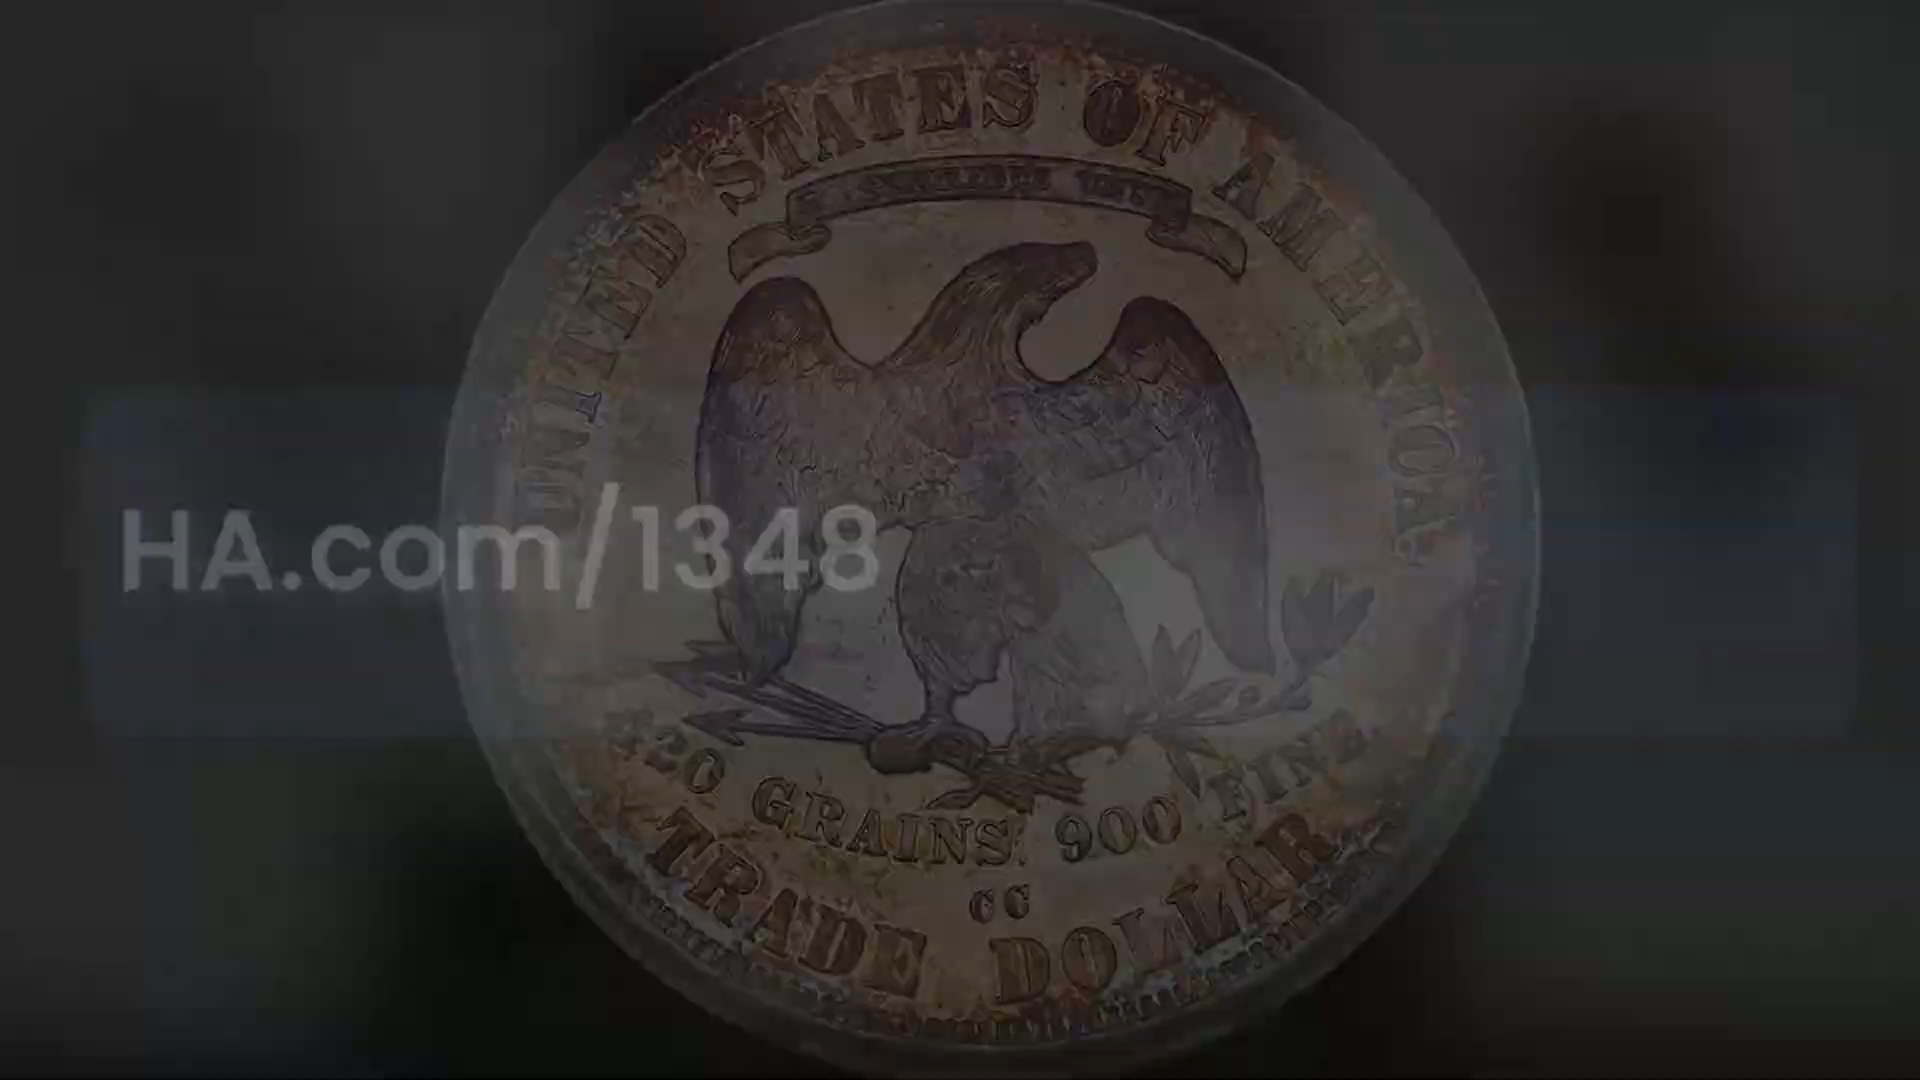 UNITED STATES OF AMERICA
HA.com/1348
420 GRAINS 900 FINE.
CC
TRADE DOLLAR